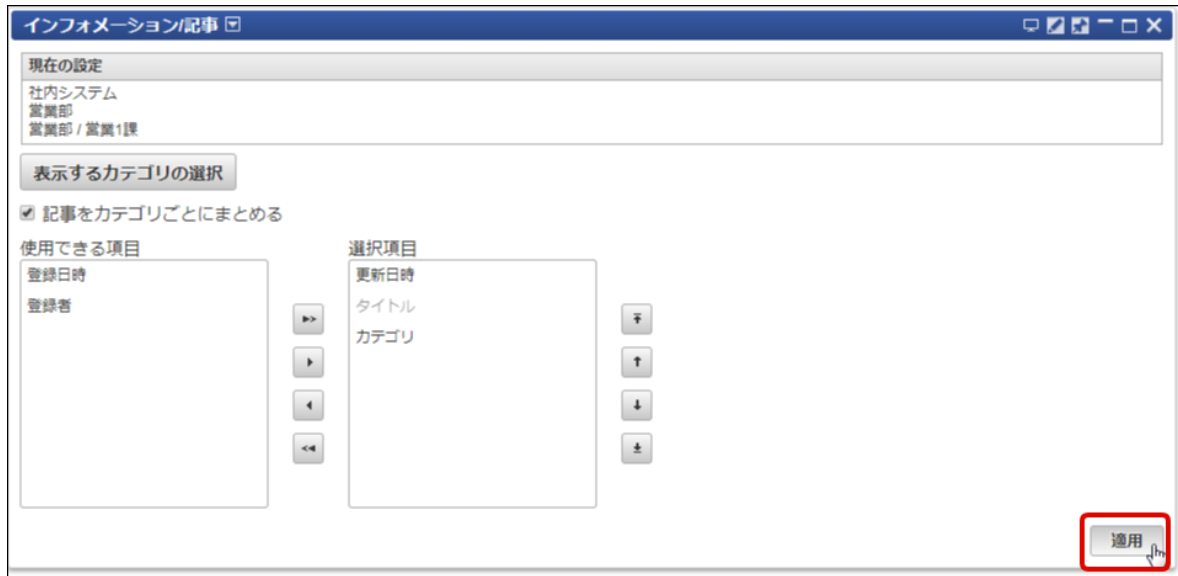 インフォメーション/記事
現在の設定
社内システム
営業部
営業部 / 営業1課
表示するカテゴリの選択
記事をカテゴリごとにまとめる
使用できる項目
登録日時
登録者
選択項目
更新日時
タイトル
カテゴリ
適用